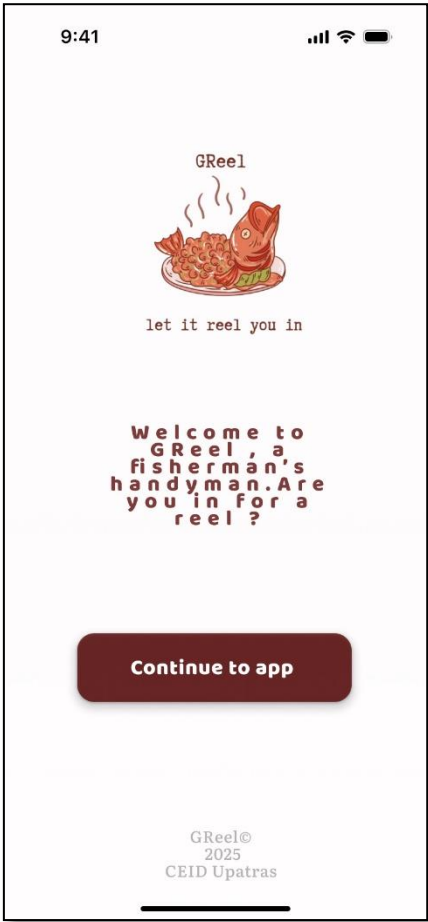 9:41
GReel
let it reel you in
Welcome to
GReel , a
fisherman's
handyman.Are
you in for a
reel ?
Continue to app
GReel©
2025
CEID Upatras